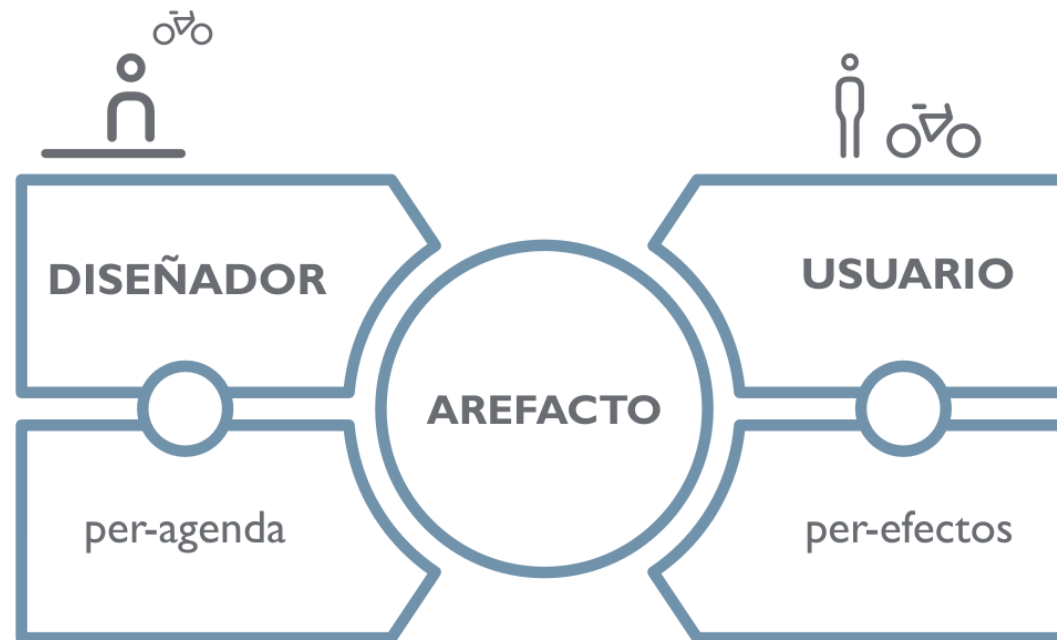 DISEÑADOR
USUARIO
AREFACTO
per-agenda
per-efectos